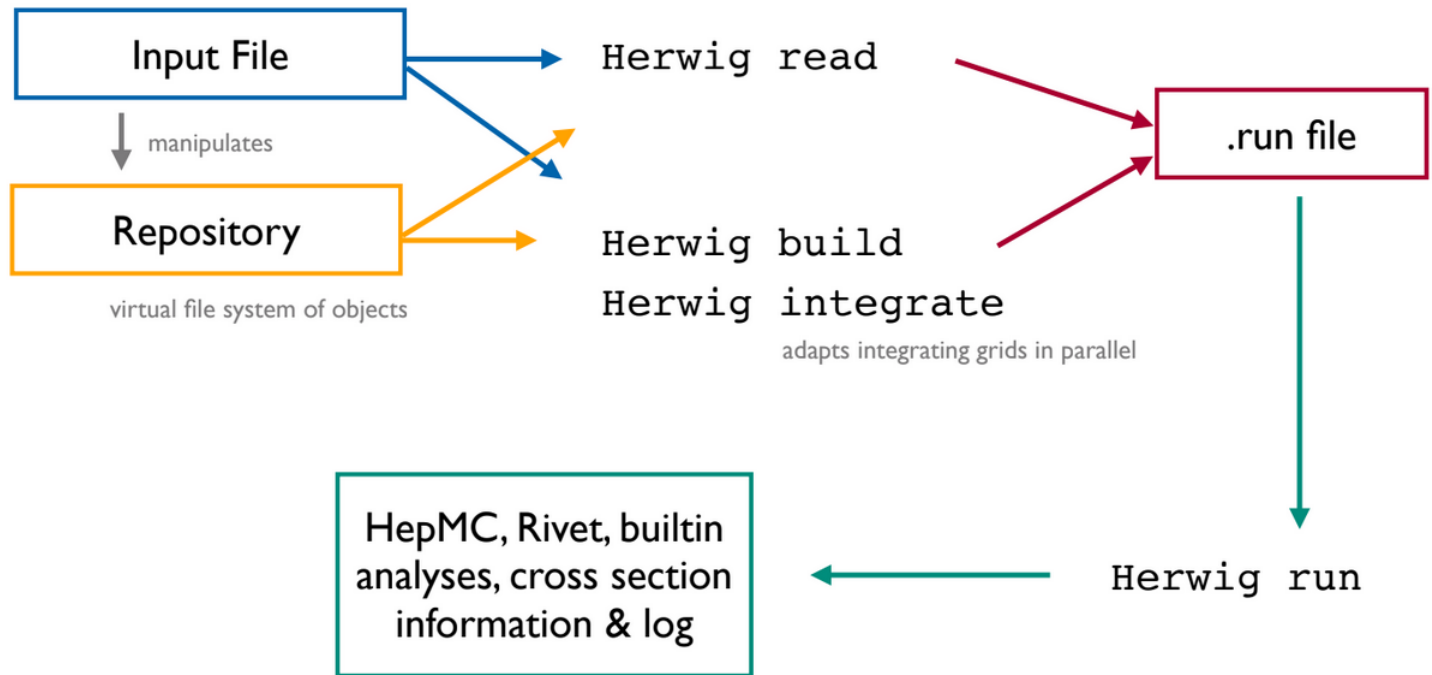 Input File
Herwig read
.run file
manipulates
Repository
Herwig build
virtual file system of objects
Herwig integrate
adapts integrating grids in parallel
HepMC, Rivet, builtin
analyses, cross section
information & log
Herwig run